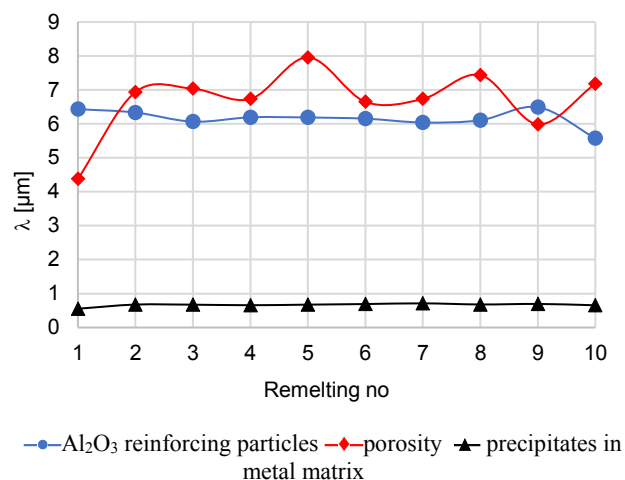 9
8
7
6
5
4
3
2
1
0
λ [µm]
1 2 3 4 5 6 7 8 9 10
Remelting no
Al₂O₃ reinforcing particles porosity precipitates in
metal matrix